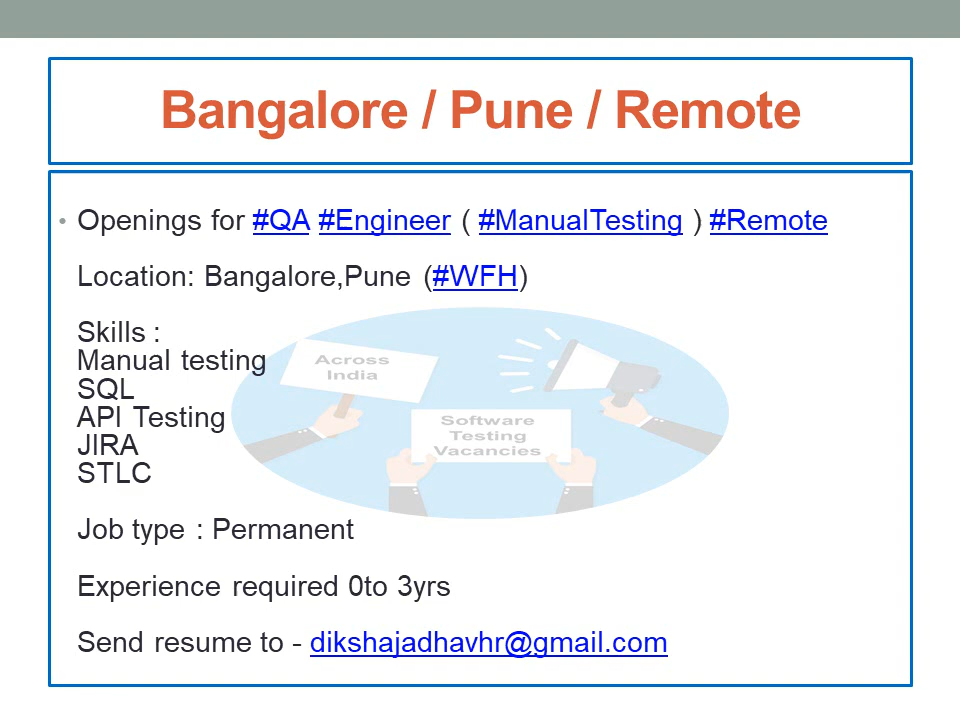 Bangalore / Pune / Remote
• Openings for #QA #Engineer ( #ManualTesting ) #Remote
Location: Bangalore,Pune (#WFH)
Skills :
Manual testing
SQL
API Testing
JIRA
STLC
Across
India
Software
Testing
Vacancies
Job type : Permanent
Experience required 0to 3yrs
Send resume to - dikshajadhavhr@gmail.com